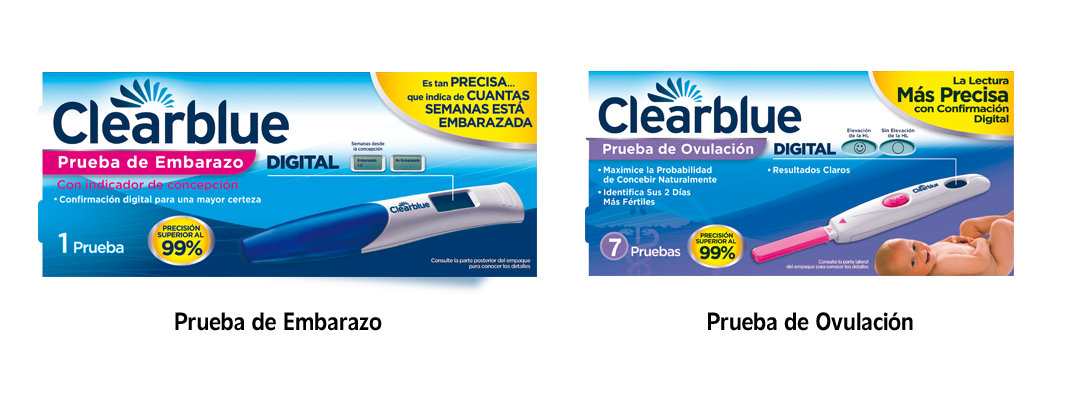 Es tan PRECISA...
que indica de CUANTAS
SEMANAS ESTÁ
EMBARAZADA
Clearblue
Prueba de Embarazo
DIGITAL
Semanas desde
la concepción
Embarazada
No Embarazada
Con indicador de concepción
• Confirmación digital para una mayor certeza
Clearblue
1 Prueba
PRECISIÓN
SUPERIOR AL
99%
Consulte la parte posterior del empaque
para conocer los detalles
Prueba de Embarazo
La Lectura
Más Precisa
con Confirmación
Digital
Clearblue
Prueba de Ovulación
DIGITAL
Elevación
de la HL
Sin Elevación
de la HL
• Maximice la Probabilidad
de Concebir Naturalmente
• Identifica Sus 2 Días
Más Fértiles
• Resultados Claros
Clearblue
7 Pruebas
PRECISIÓN
SUPERIOR AL
99%
Consulte la parte lateral
del empaque para conocer los detalles
Prueba de Ovulación